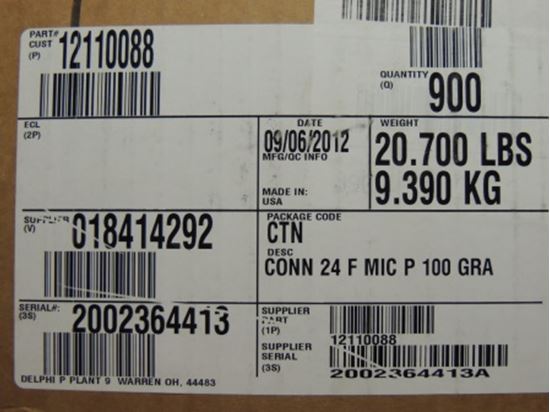 PART#
CUST
(P)
12110088
QUANTITY
(Q)
900
ECL
(2P)
DATE
09/06/2012
MFG/QC INFO
MADE IN:
USA
WEIGHT
20.700 LBS
9.390 KG
SUPPLIER
(V)
018414292
PACKAGE CODE
CTN
DESC
CONN 24 F MIC P 100 GRA
SERIAL#:
(3S)
2002364413
SUPPLIER
PART
(1P)
12110088
SUPPLIER
SERIAL
(3S)
2002364413A
DELPHI P PLANT 9 WARREN OH, 44483